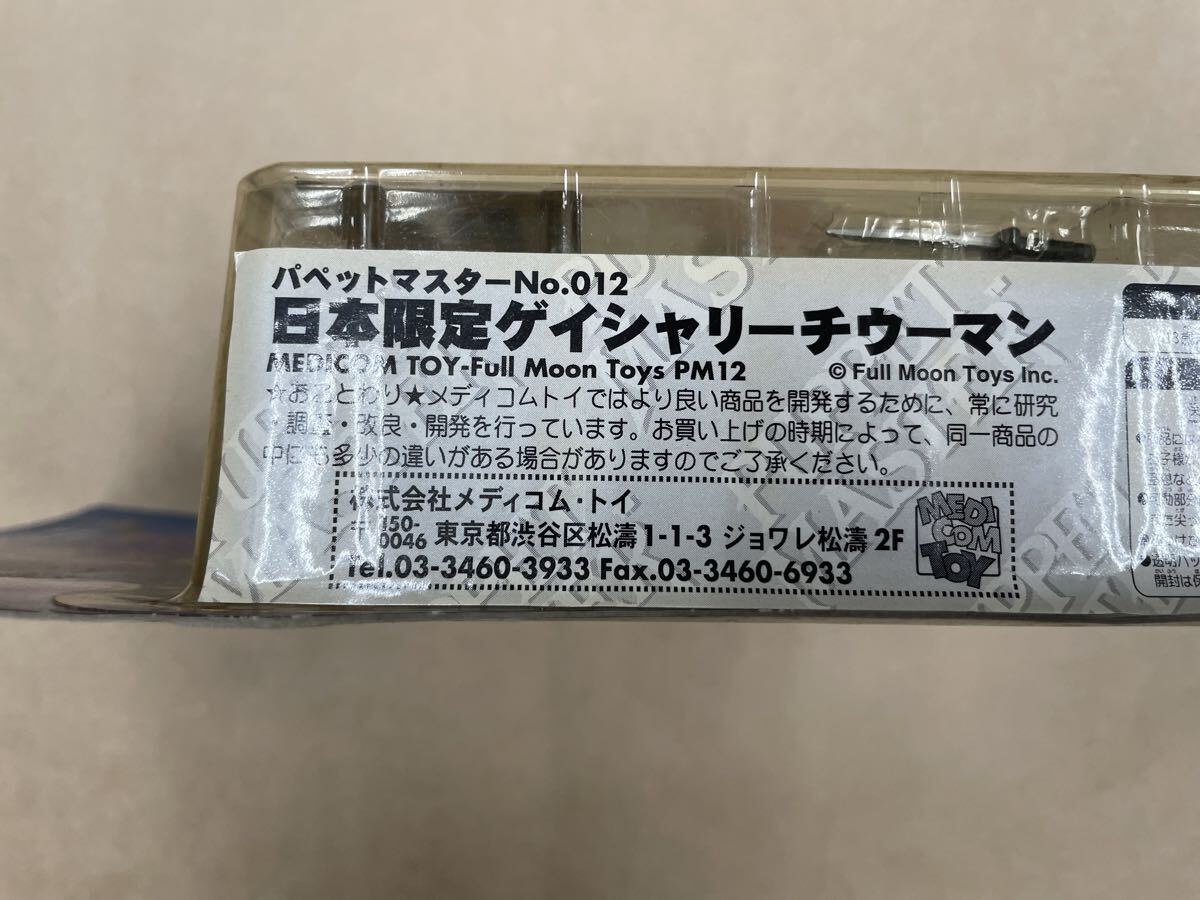 パペットマスターNo.012
日本限定ゲイシャリーチウーマン
MEDICOM TOY-Full Moon Toys PM12 © Full Moon Toys Inc.
☆おことわり★メディコムトイではより良い商品を開発するために、常に研究
・調査・改良・開発を行っています。お買い上げの時期によって、同一商品の
中にも多少の違いがある場合がありますのでご了承ください。
株式会社メディコム・トイ
〒150-0046 東京都渋谷区松濤1-1-3 ジョワレ松濤2F
Tel.03-3460-3933 Fax.03-3460-6933
MEDI
COM
TOY